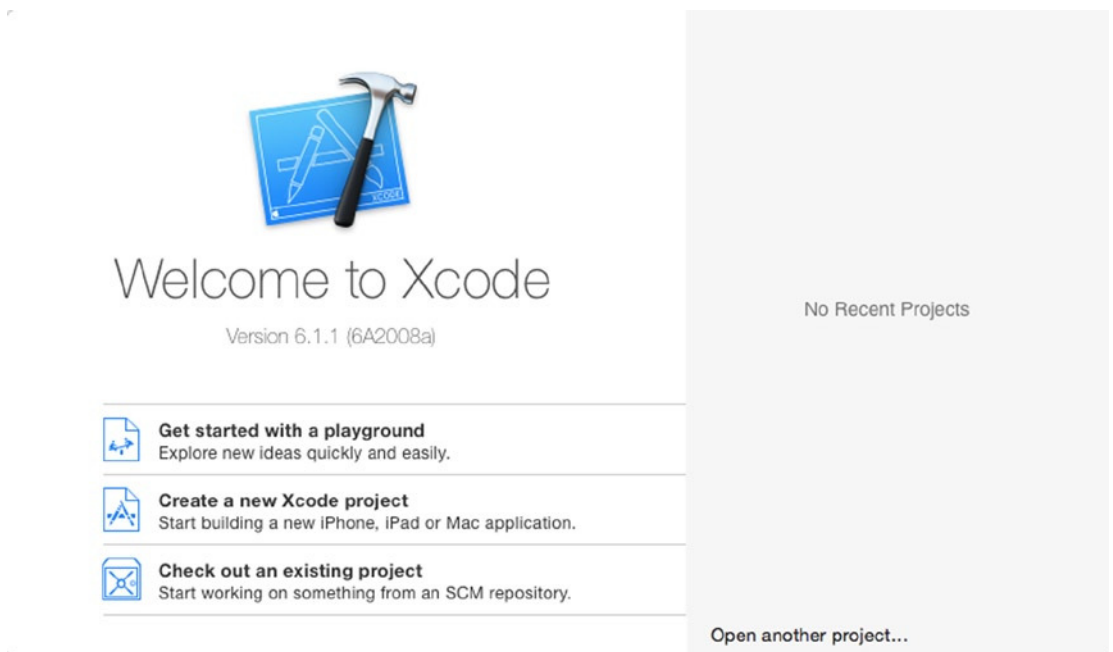 XCODE
Welcome to Xcode
Version 6.1.1 (6A2008a)
No Recent Projects
Get started with a playground
Explore new ideas quickly and easily.
Create a new Xcode project
Start building a new iPhone, iPad or Mac application.
Check out an existing project
Start working on something from an SCM repository.
Open another project...